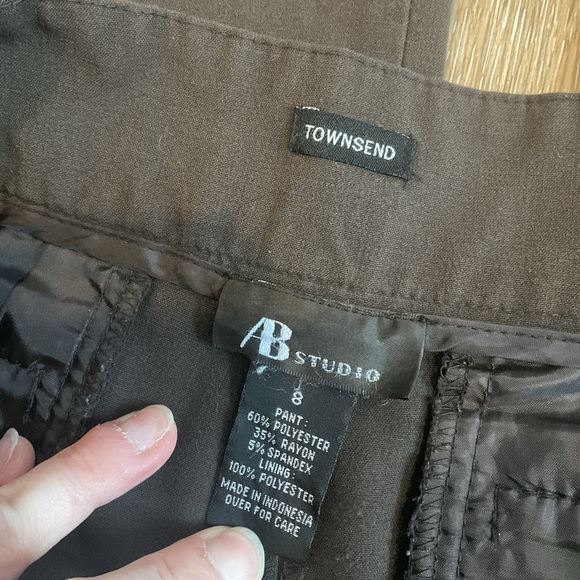 TOWNSEND
AB STUDIO
8
PANT:
60% POLYESTER
35% RAYON
5% SPANDEX
LINING:
100% POLYESTER
MADE IN INDONESIA
OVER FOR CARE